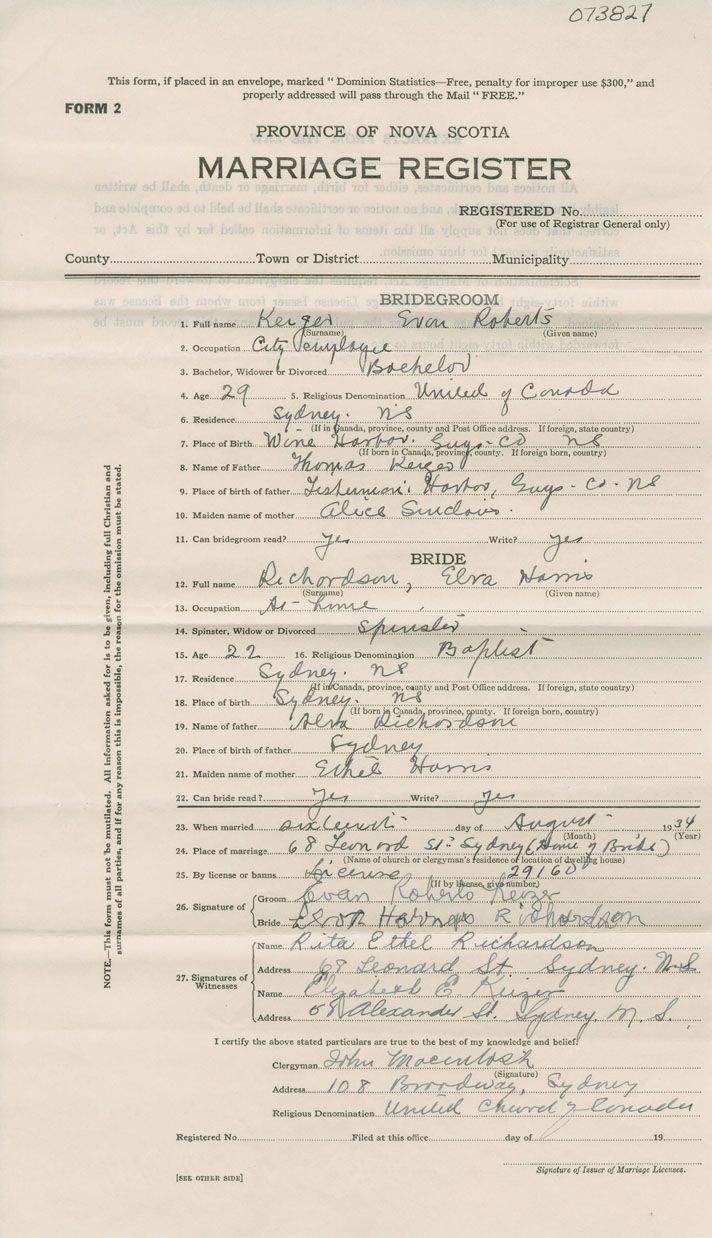 073827
This form, if placed in an envelope, marked “ Dominion Statistics—Free, penalty for improper use $300,” and
properly addressed will pass through the Mail “ FREE.”
FORM 2
PROVINCE OF NOVA SCOTIA
MARRIAGE REGISTER
REGISTERED No.
(For use of Registrar General only)
County Town or District Municipality
BRIDEGROOM
1. Full name Keizer Evan Roberts
(Surname) (Given name)
2. Occupation City employee
3. Bachelor, Widower or Divorced Bachelor
4. Age 29 5. Religious Denomination United of Canada
6. Residence Sydney. NS
(If in Canada, province, county and Post Office address. If foreign, state country)
7. Place of Birth Wine Harbor. Guys-Co NS
(If born in Canada, province, county. If foreign born, country)
8. Name of Father Thomas Keizer
9. Place of birth of father Fisherman's Harbor, Guys-Co-NS
10. Maiden name of mother Alice Sinclair.
11. Can bridegroom read? Yes Write? Yes
BRIDE
12. Full name Richardson, Elva Harris
(Surname) (Given name)
13. Occupation At-home
14. Spinster, Widow or Divorced Spinster
15. Age 22 16. Religious Denomination Baptist
17. Residence Sydney. NS
(If in Canada, province, county and Post Office address. If foreign, state country)
18. Place of birth Sydney. NS
(If born in Canada, province, county. If foreign born, country)
19. Name of father Alva Richardson
20. Place of birth of father Sydney
21. Maiden name of mother Ethel Harris
22. Can bride read? Yes Write? Yes
23. When married sixteenth day of August 1934
(Month) (Year)
24. Place of marriage 68 Leonard St- Sydney (Home of Bride)
(Name of church or clergyman's residence of location of dwelling house)
25. By license or banns License 29160
(If by license, give number)
26. Signature of
Groom Evan Roberts Keizer
Bride Richardson
27. Signatures of Witnesses
Name Rita Ethel Richardson
Address 68 Leonard St. Sydney. N.S
Name Elizabeth E. Keizer
Address 58 Alexander St. Sydney. N. S.
I certify the above stated particulars are true to the best of my knowledge and belief.
Clergyman John Macintosh
(Signature)
Address 108 Broadway, Sydney
Religious Denomination United Church of Canada
Registered No. Filed at this office day of 19
Signature of Issuer of Marriage Licenses.
[SEE OTHER SIDE]
NOTE.—This form must not be mutilated. All information asked for is to be given, including full Christian and
surnames of all parties, and if for any reason this is impossible, the reason for the omission must be stated.